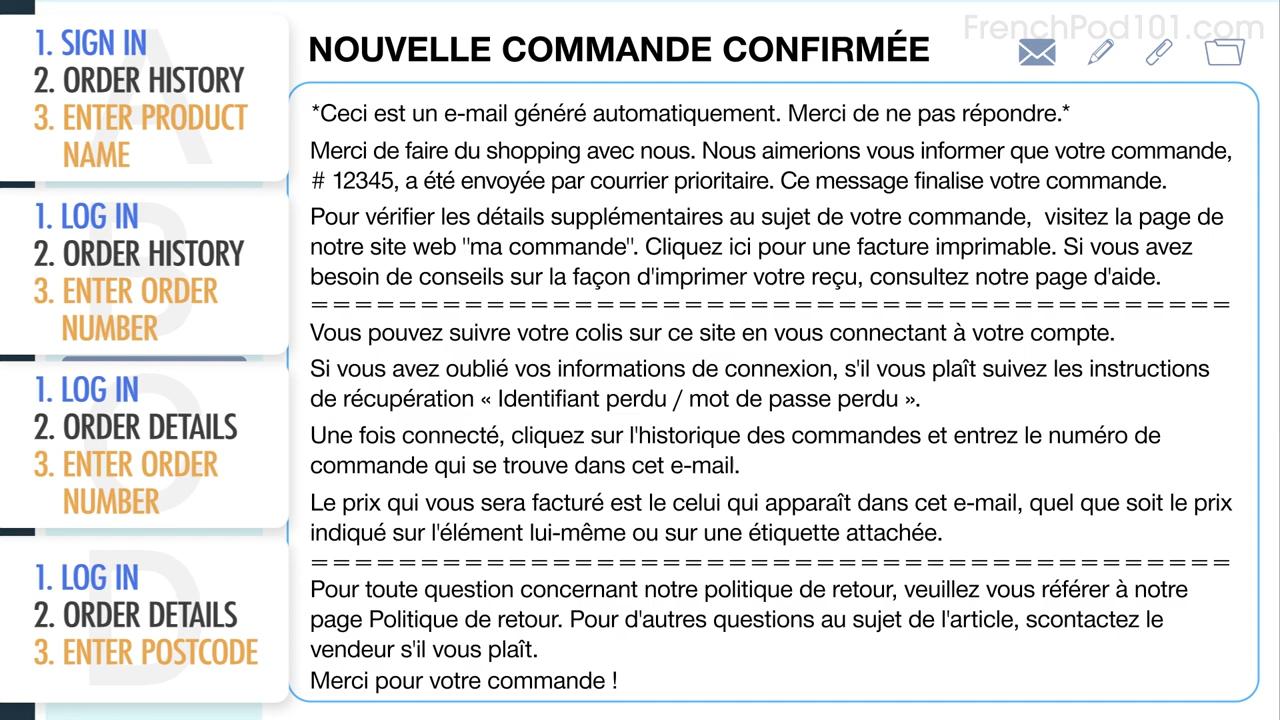 FrenchPod101.com
A
1. SIGN IN
2. ORDER HISTORY
3. ENTER PRODUCT
NAME
B
1. LOG IN
2. ORDER HISTORY
3. ENTER ORDER
NUMBER
C
1. LOG IN
2. ORDER DETAILS
3. ENTER ORDER
NUMBER
D
1. LOG IN
2. ORDER DETAILS
3. ENTER POSTCODE
NOUVELLE COMMANDE CONFIRMÉE
*Ceci est un e-mail généré automatiquement. Merci de ne pas répondre.*
Merci de faire du shopping avec nous. Nous aimerions vous informer que votre commande,
# 12345, a été envoyée par courrier prioritaire. Ce message finalise votre commande.
Pour vérifier les détails supplémentaires au sujet de votre commande, visitez la page de
notre site web "ma commande". Cliquez ici pour une facture imprimable. Si vous avez
besoin de conseils sur la façon d'imprimer votre reçu, consultez notre page d'aide.
==========================================
Vous pouvez suivre votre colis sur ce site en vous connectant à votre compte.
Si vous avez oublié vos informations de connexion, s'il vous plaît suivez les instructions
de récupération « Identifiant perdu / mot de passe perdu ».
Une fois connecté, cliquez sur l'historique des commandes et entrez le numéro de
commande qui se trouve dans cet e-mail.
Le prix qui vous sera facturé est le celui qui apparaît dans cet e-mail, quel que soit le prix
indiqué sur l'élément lui-même ou sur une étiquette attachée.
==========================================
Pour toute question concernant notre politique de retour, veuillez vous référer à notre
page Politique de retour. Pour d'autres questions au sujet de l'article, scontactez le
vendeur s'il vous plaît.
Merci pour votre commande !